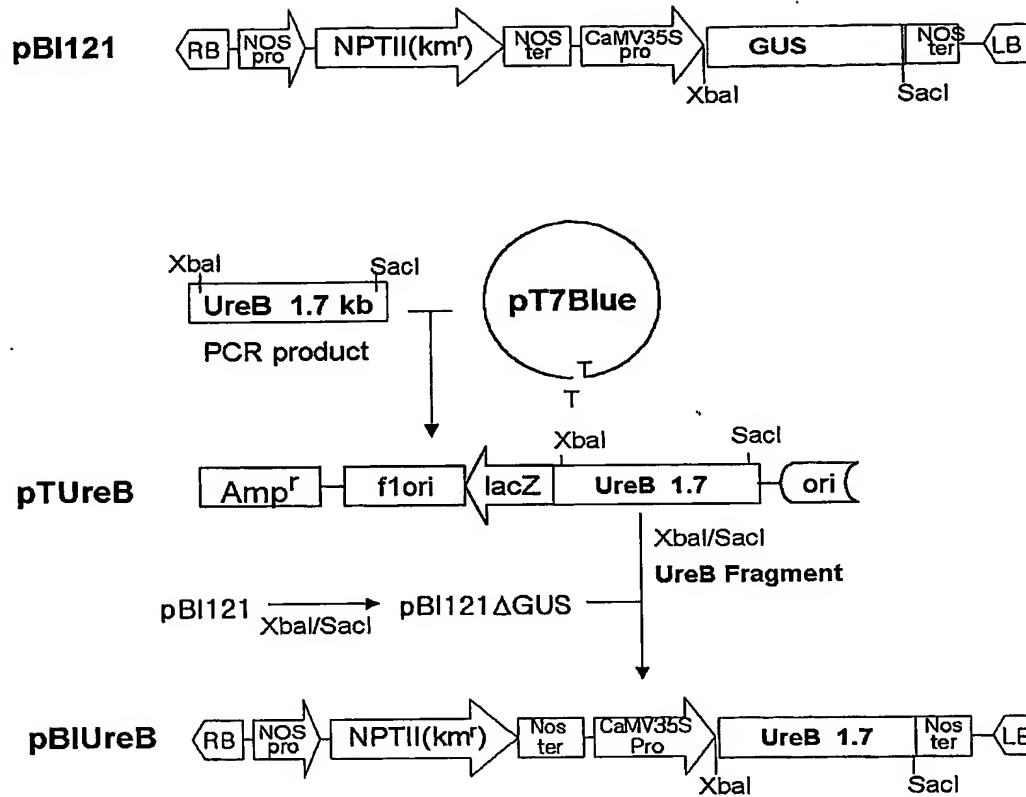 pBI121
RB
NOS
pro
NPTII(kmʳ)
NOS
ter
CaMV35S
pro
GUS
NOS
ter
LB
XbaI
SacI
XbaI
SacI
UreB 1.7 kb
PCR product
pT7Blue
T
T
XbaI
SacI
pTUreB
Ampʳ
f1ori
lacZ
UreB 1.7
ori
XbaI/SacI
UreB Fragment
pBI121
XbaI/SacI
pBI121ΔGUS
pBIUreB
RB
NOS
pro
NPTII(kmʳ)
Nos
ter
CaMV35S
Pro
UreB 1.7
Nos
ter
LB
XbaI
SacI